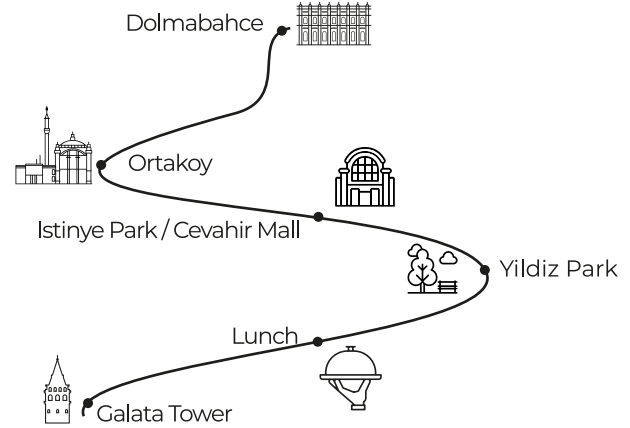 Dolmabahce
Ortakoy
Istinye Park / Cevahir Mall
Yildiz Park
Lunch
Galata Tower